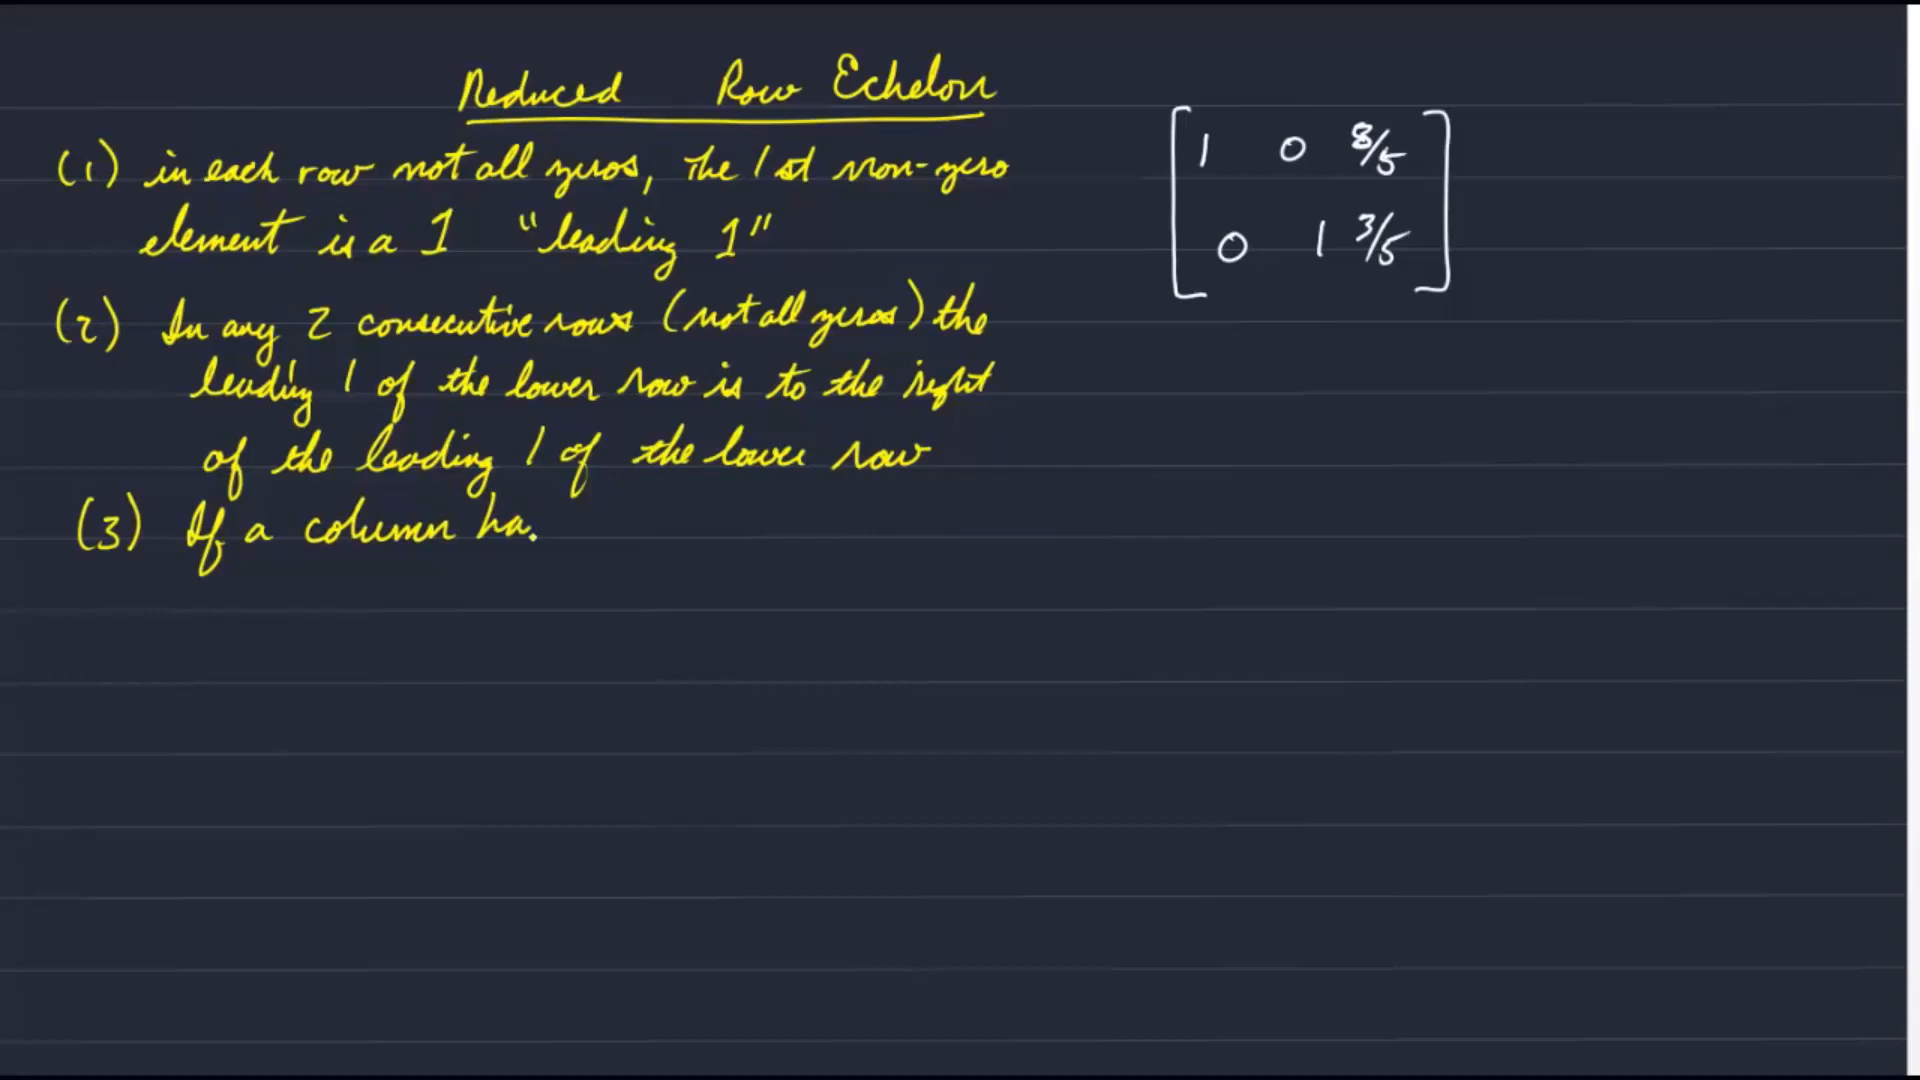 Reduced Row Echelon
(1) in each row not all zeros, the 1st non-zero
element is a 1 "leading 1"
(2) In any 2 consecutive rows (not all zeros) the
leading 1 of the lower row is to the right
of the leading 1 of the lower row
(3) If a column ha.
1 0 8/5
0 1 3/5